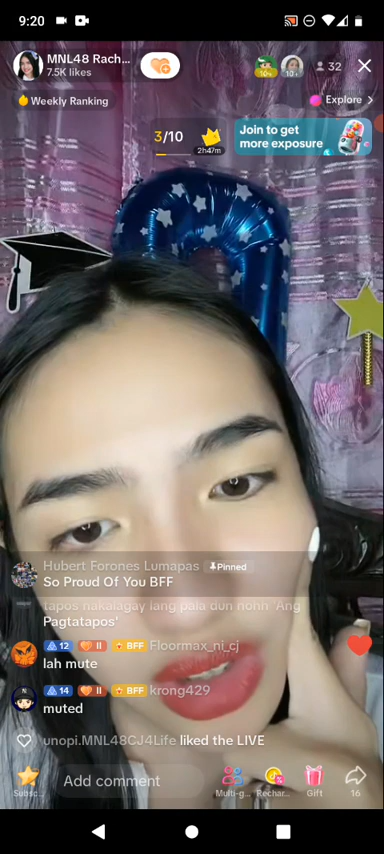 9:20
MNL48 Rach...
7.5K likes
10+
10+
32
Weekly Ranking
Explore >
3/10
2h47m
Join to get
more exposure
Hubert Forones Lumapas Pinned
So Proud Of You BFF
tapos nakalagay lang pala dun hohh 'Ang
Pagtatapos'
12 II BFF Floormax_ni_cj
lah mute
14 II BFF krong429
muted
unopi.MNL48CJ4Life liked the LIVE
Subsc...
Add comment
Multi-g...
Rechar...
Gift
16